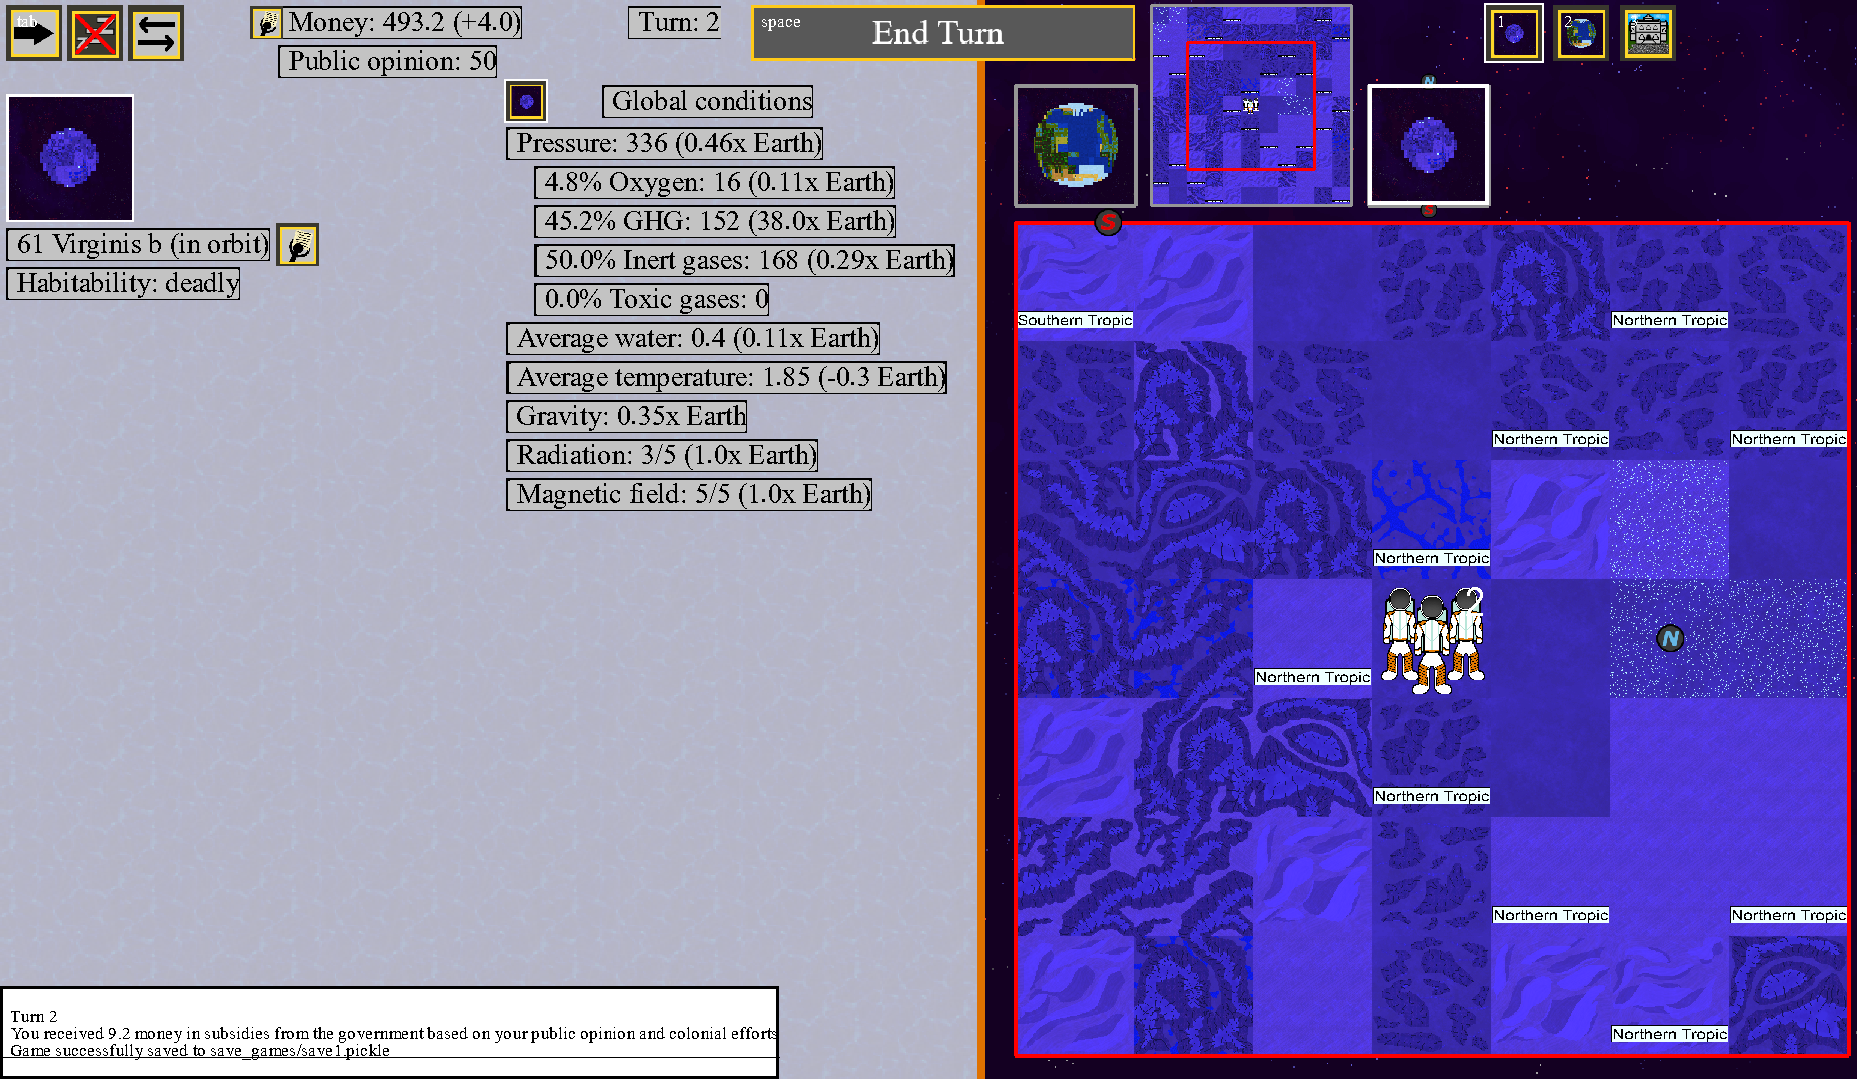 tab
Money: 493.2 (+4.0)
Turn: 2
space
End Turn
1
2
Public opinion: 50
Global conditions
Pressure: 336 (0.46x Earth)
4.8% Oxygen: 16 (0.11x Earth)
45.2% GHG: 152 (38.0x Earth)
50.0% Inert gases: 168 (0.29x Earth)
0.0% Toxic gases: 0
Average water: 0.4 (0.11x Earth)
Average temperature: 1.85 (-0.3 Earth)
Gravity: 0.35x Earth
Radiation: 3/5 (1.0x Earth)
Magnetic field: 5/5 (1.0x Earth)
61 Virginis b (in orbit)
Habitability: deadly
N
S
S
Southern Tropic
Northern Tropic
Northern Tropic
Northern Tropic
Northern Tropic
N
Northern Tropic
Northern Tropic
Northern Tropic
Northern Tropic
Northern Tropic
Turn 2
You received 9.2 money in subsidies from the government based on your public opinion and colonial efforts
Game successfully saved to save_games/save1.pickle